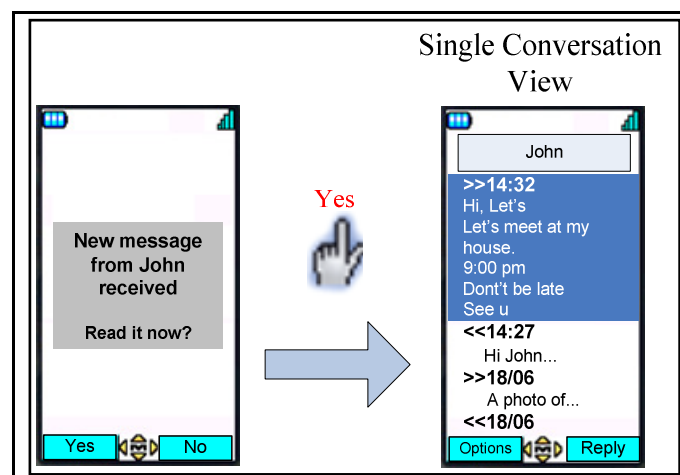 Single Conversation
View
New message
from John
received
Read it now?
Yes
No
Yes
John
>>14:32
Hi, Let's
Let's meet at my
house.
9:00 pm
Dont't be late
See u
<<14:27
Hi John...
>>18/06
A photo of...
<<18/06
Options
Reply